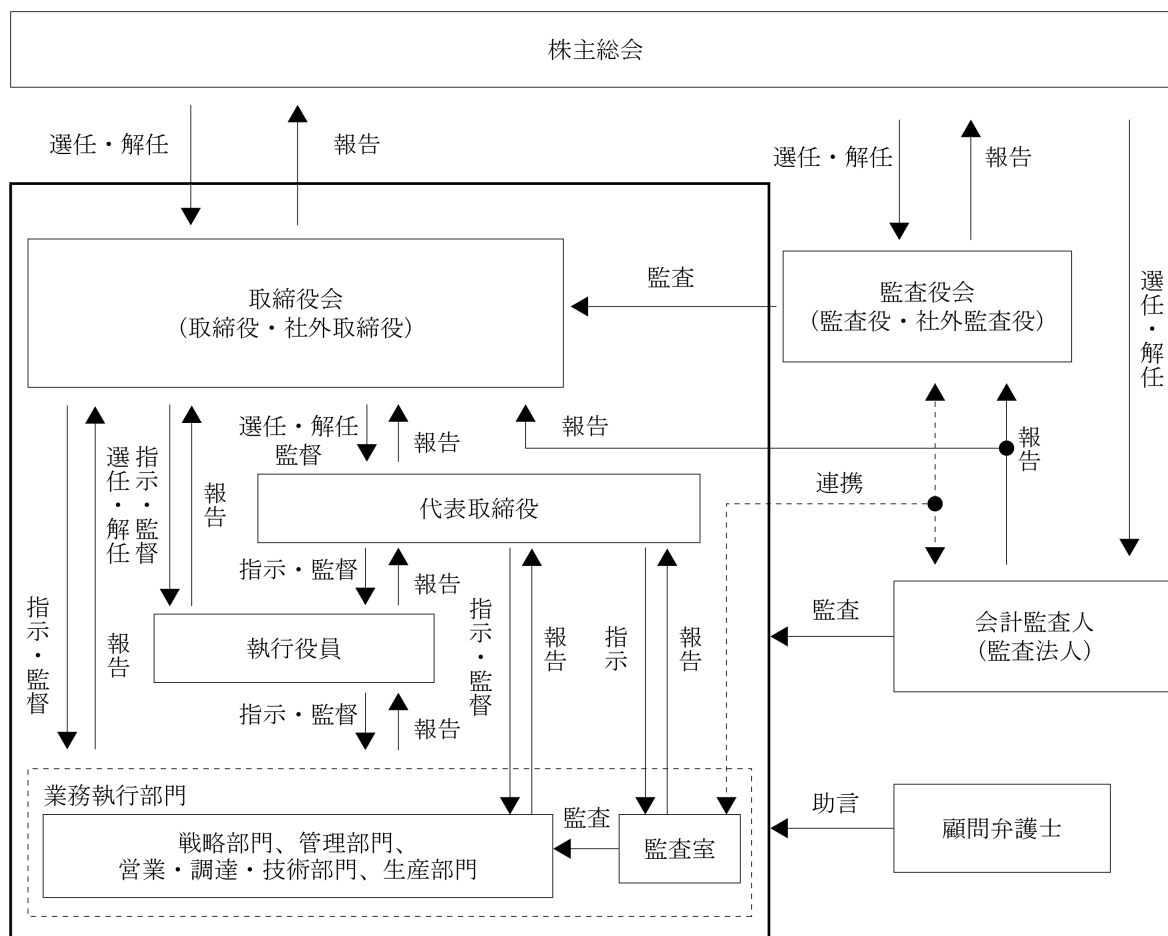 株主総会
選任・解任
報告
選任・解任
報告
選任・解任
取締役会
(取締役・社外取締役)
監査
監査役会
(監査役・社外監査役)
選任・解任
監督
報告
報告
報告
選任・解任
指示・監督
報告
連携
代表取締役
指示・監督
報告
指示・監督
報告
指示
報告
指示・監督
報告
執行役員
監査
会計監査人
(監査法人)
指示・監督
報告
業務執行部門
戦略部門、管理部門、
営業・調達・技術部門、生産部門
監査
監査室
助言
顧問弁護士